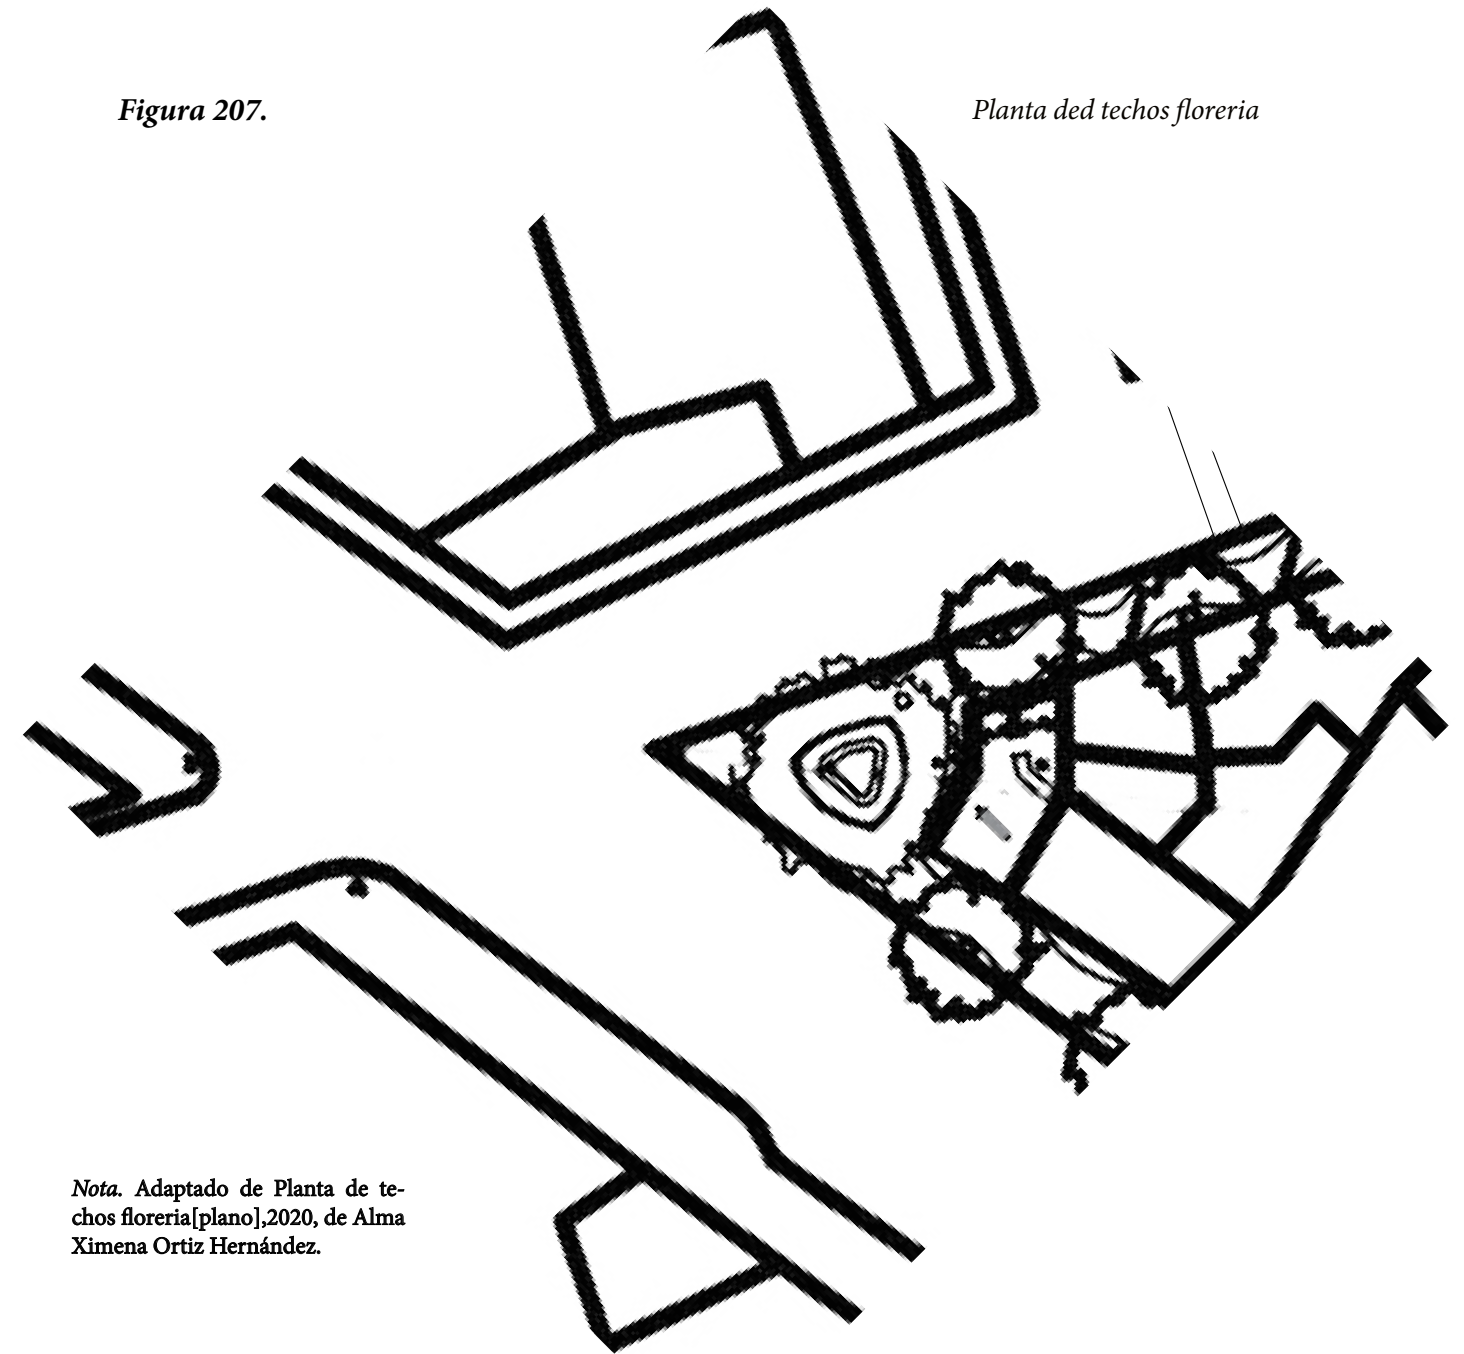 Figura 207.
Planta ded techos floreria
Nota. Adaptado de Planta de te-
chos floreria[plano],2020, de Alma
Ximena Ortiz Hernández.